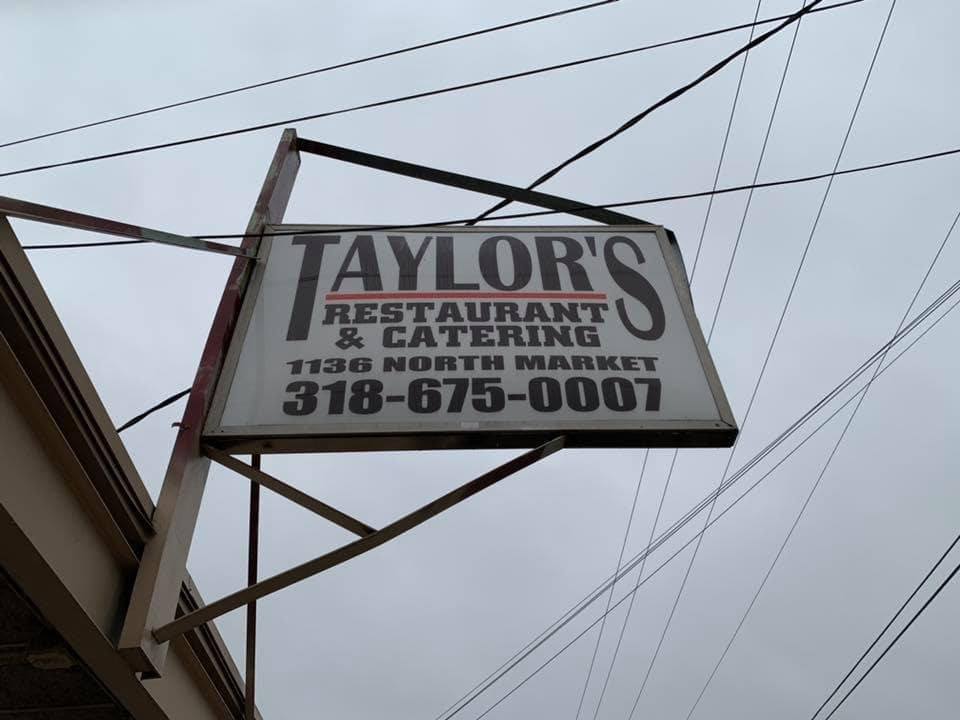 TAYLOR'S
RESTAURANT
& CATERING
1136 NORTH MARKET
318-675-0007